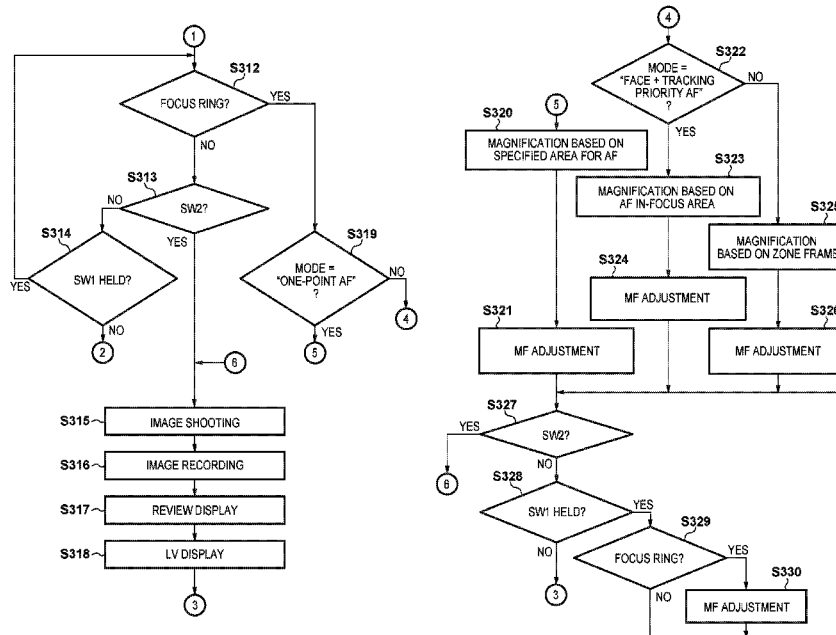 1
S312
FOCUS RING?
YES
NO
S313
NO
SW2?
YES
S314
SW1 HELD?
YES
NO
2
S319
MODE =
"ONE-POINT AF"
?
NO
4
YES
5
6
S315
IMAGE SHOOTING
S316
IMAGE RECORDING
S317
REVIEW DISPLAY
S318
LV DISPLAY
3
4
S322
MODE =
"FACE + TRACKING
PRIORITY AF"
?
NO
YES
5
S320
MAGNIFICATION BASED ON
SPECIFIED AREA FOR AF
S323
MAGNIFICATION BASED ON
AF IN-FOCUS AREA
S325
MAGNIFICATION
BASED ON ZONE FRAME
S324
MF ADJUSTMENT
S321
MF ADJUSTMENT
S326
MF ADJUSTMENT
S327
YES
SW2?
6
NO
S328
SW1 HELD?
YES
NO
3
S329
FOCUS RING?
YES
NO
S330
MF ADJUSTMENT